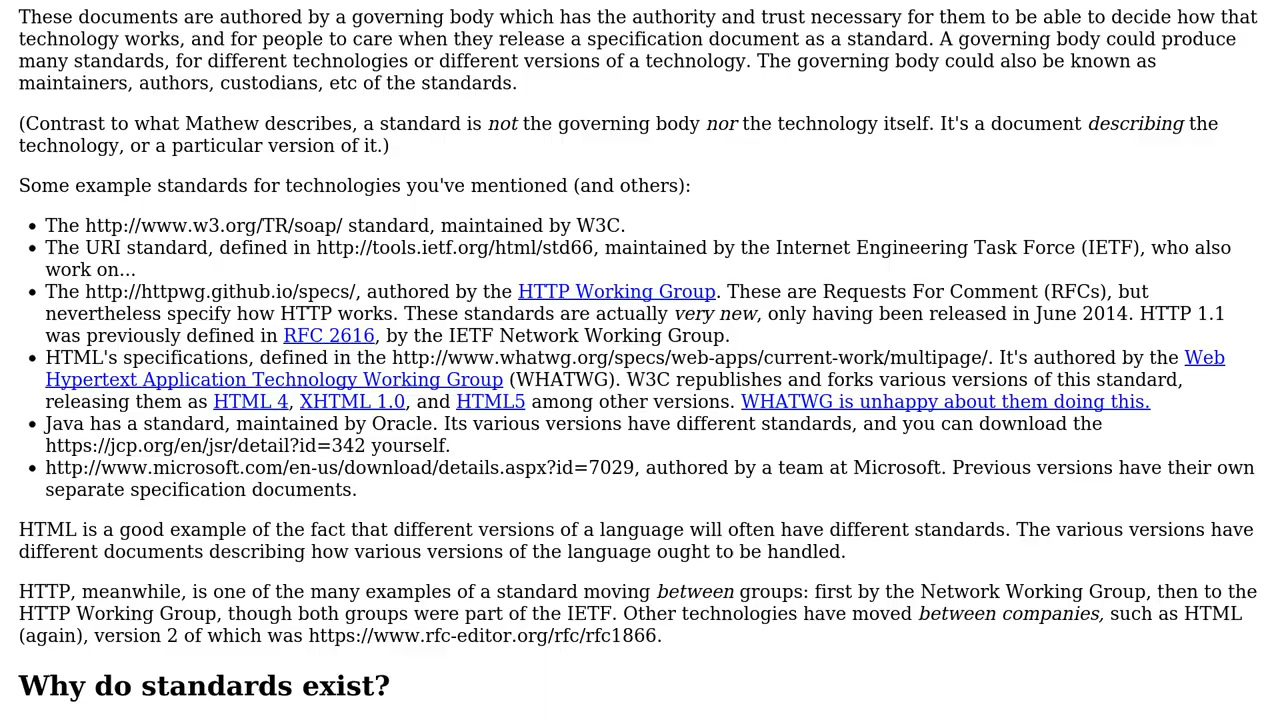 These documents are authored by a governing body which has the authority and trust necessary for them to be able to decide how that
technology works, and for people to care when they release a specification document as a standard. A governing body could produce
many standards, for different technologies or different versions of a technology. The governing body could also be known as
maintainers, authors, custodians, etc of the standards.
(Contrast to what Mathew describes, a standard is not the governing body nor the technology itself. It's a document describing the
technology, or a particular version of it.)
Some example standards for technologies you've mentioned (and others):
• The http://www.w3.org/TR/soap/ standard, maintained by W3C.
• The URI standard, defined in http://tools.ietf.org/html/std66, maintained by the Internet Engineering Task Force (IETF), who also
work on...
• The http://httpwg.github.io/specs/, authored by the HTTP Working Group. These are Requests For Comment (RFCs), but
nevertheless specify how HTTP works. These standards are actually very new, only having been released in June 2014. HTTP 1.1
was previously defined in RFC 2616, by the IETF Network Working Group.
• HTML's specifications, defined in the http://www.whatwg.org/specs/web-apps/current-work/multipage/. It's authored by the Web
Hypertext Application Technology Working Group (WHATWG). W3C republishes and forks various versions of this standard,
releasing them as HTML 4, XHTML 1.0, and HTML5 among other versions. WHATWG is unhappy about them doing this.
• Java has a standard, maintained by Oracle. Its various versions have different standards, and you can download the
https://jcp.org/en/jsr/detail?id=342 yourself.
• http://www.microsoft.com/en-us/download/details.aspx?id=7029, authored by a team at Microsoft. Previous versions have their own
separate specification documents.
HTML is a good example of the fact that different versions of a language will often have different standards. The various versions have
different documents describing how various versions of the language ought to be handled.
HTTP, meanwhile, is one of the many examples of a standard moving between groups: first by the Network Working Group, then to the
HTTP Working Group, though both groups were part of the IETF. Other technologies have moved between companies, such as HTML
(again), version 2 of which was https://www.rfc-editor.org/rfc/rfc1866.
Why do standards exist?